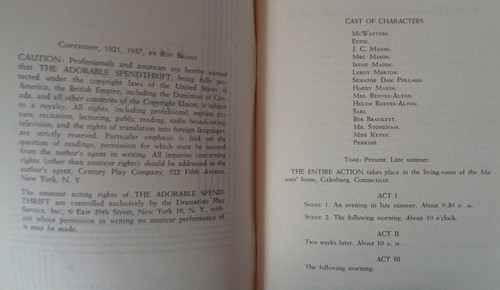 COPYRIGHT, 1921, 1937, BY ROI BRYANT
CAUTION: Professionals and amateurs are hereby warned
that THE ADORABLE SPENDTHRIFT, being fully pro-
tected under the copyright laws of the United States of
America, the British Empire, including the Dominion of Can-
ada, and all other countries of the Copyright Union, is subject
to a royalty. All rights, including professional, motion pic-
ture, recitation, lecturing, public reading, radio broadcasting,
television, and the rights of translation into foreign languages,
are strictly reserved. Particular emphasis is laid on the
question of readings, permission for which must be secured
from the author's agent in writing. All inquiries concerning
rights (other than amateur rights) should be addressed to the
author's agent, Century Play Company, 522 Fifth Avenue,
New York, N. Y.
The amateur acting rights of THE ADORABLE SPEND-
THRIFT are controlled exclusively by the Dramatists Play
Service, Inc., 6 East 39th Street, New York 16, N. Y., with-
out whose permission in writing no amateur performance of
it may be made.
CAST OF CHARACTERS
McWATTERS.
EFFIE.
J. C. MASON.
MRS. MASON.
IRENE MASON.
LEROY MORTON.
SENATOR DAN POLLARD.
HARRY MASON.
MRS. REEVES-ALTON.
HELEN REEVES-ALTON.
SARI.
BOB BRACKETT.
MR. STONEHAM.
MISS KEYES.
PERKINS.
TIME: Present. Late summer.
THE ENTIRE ACTION takes place in the living-room of the Ma
sons' home, Galesburg, Connecticut.
ACT I
SCENE 1. An evening in late summer. About 9:30 P. M.
SCENE 2. The following morning. About 10 o'clock.
ACT II
Two weeks later. About 10 A. M.
ACT III
The following morning.